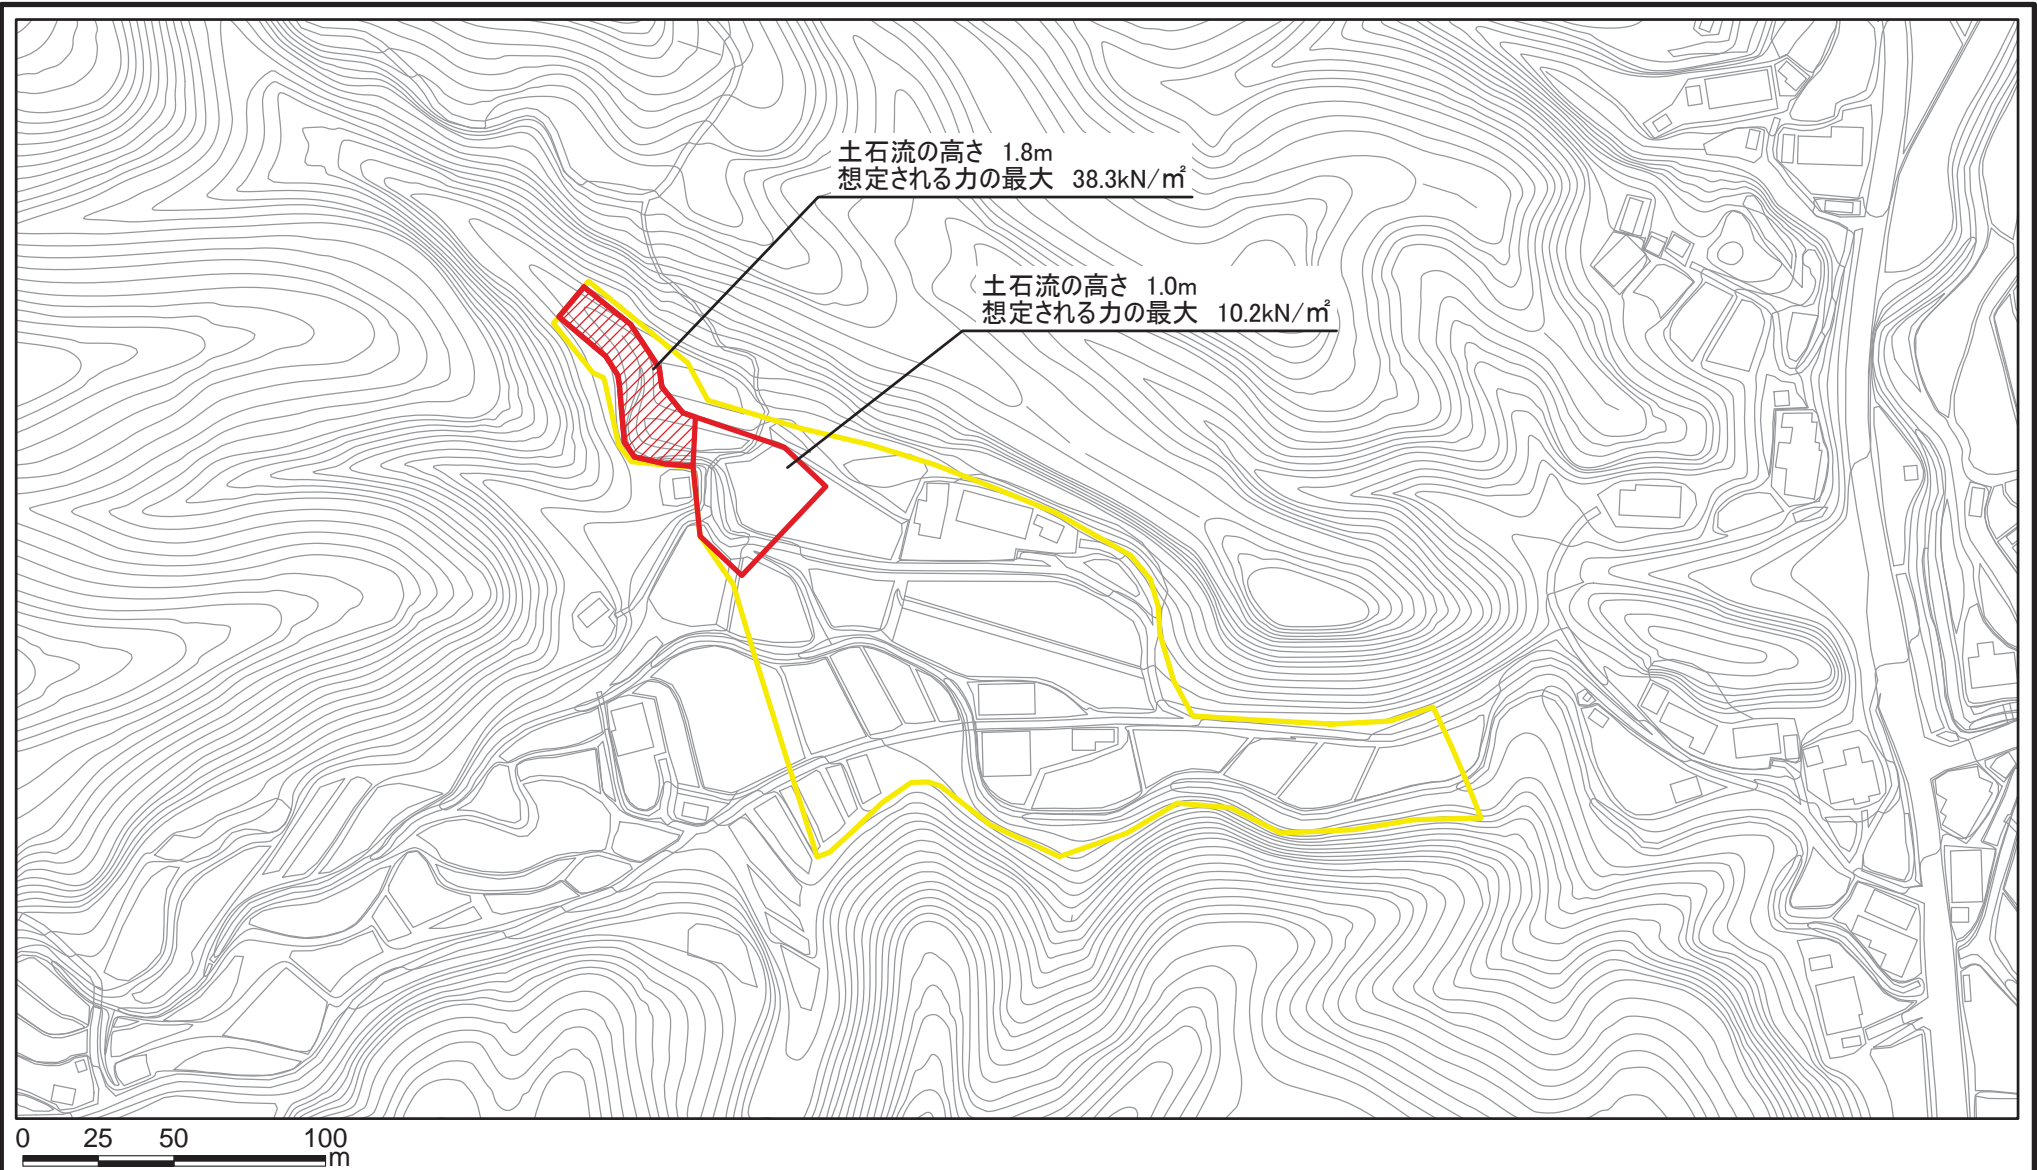 土石流の高さ 1.8m
想定される力の最大 38.3kN/㎡
土石流の高さ 1.0m
想定される力の最大 10.2kN/㎡
0 25 50 100
m